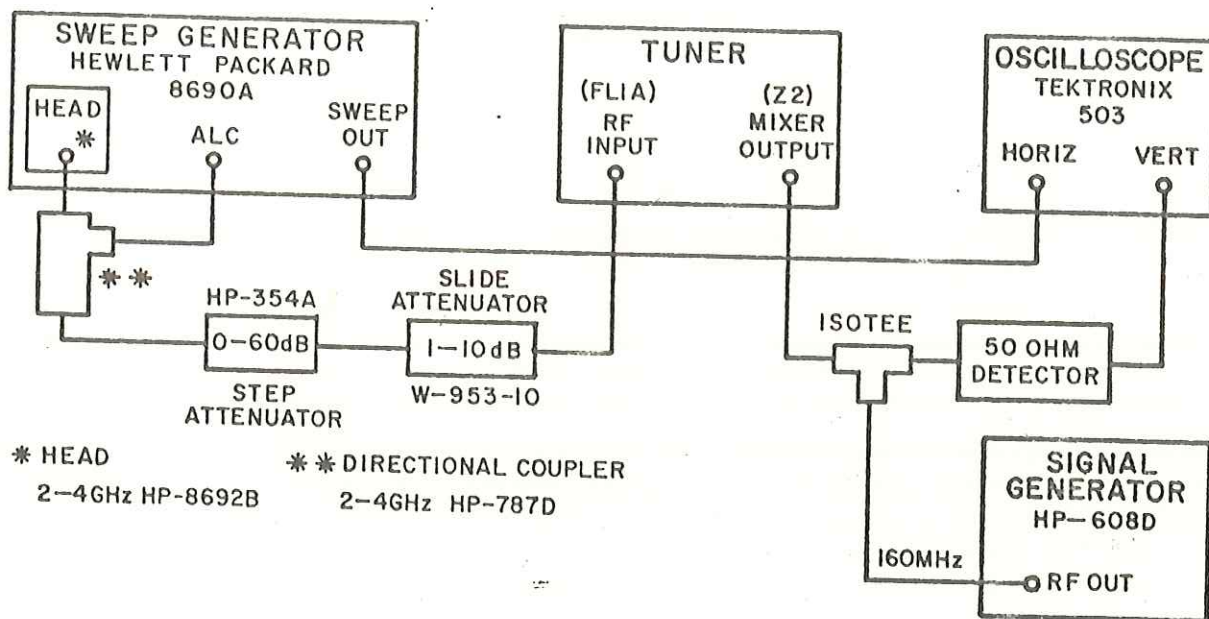 SWEEP GENERATOR
HEWLETT PACKARD
8690A
HEAD
*
ALC
SWEEP
OUT
TUNER
(FL1A)
RF
INPUT
(Z2)
MIXER
OUTPUT
OSCILLOSCOPE
TEKTRONIX
503
HORIZ
VERT
**
HP-354A
0-60dB
STEP
ATTENUATOR
SLIDE
ATTENUATOR
1-10dB
W-953-10
ISOTEE
50 OHM
DETECTOR
* HEAD
2-4GHz HP-8692B
** DIRECTIONAL COUPLER
2-4GHz HP-787D
SIGNAL
GENERATOR
HP-608D
160MHz
RF OUT